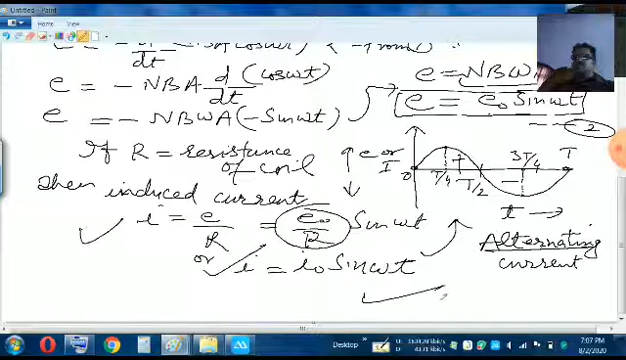 Untitled - Paint
Home View
dt
e = - NBA d/dt (cosωt)
e = - NBωA (-sinωt)
e = NBω
e = e₀ sinωt
2
If R = resistance
of coil
Then induced current
i = e/R = e₀/R sinωt
or i = i₀ sinωt
e or
I
0
T/4
T/2
3T/4
T
+
-
t →
Alternating
current
Desktop
7:07 PM
8/2/2020